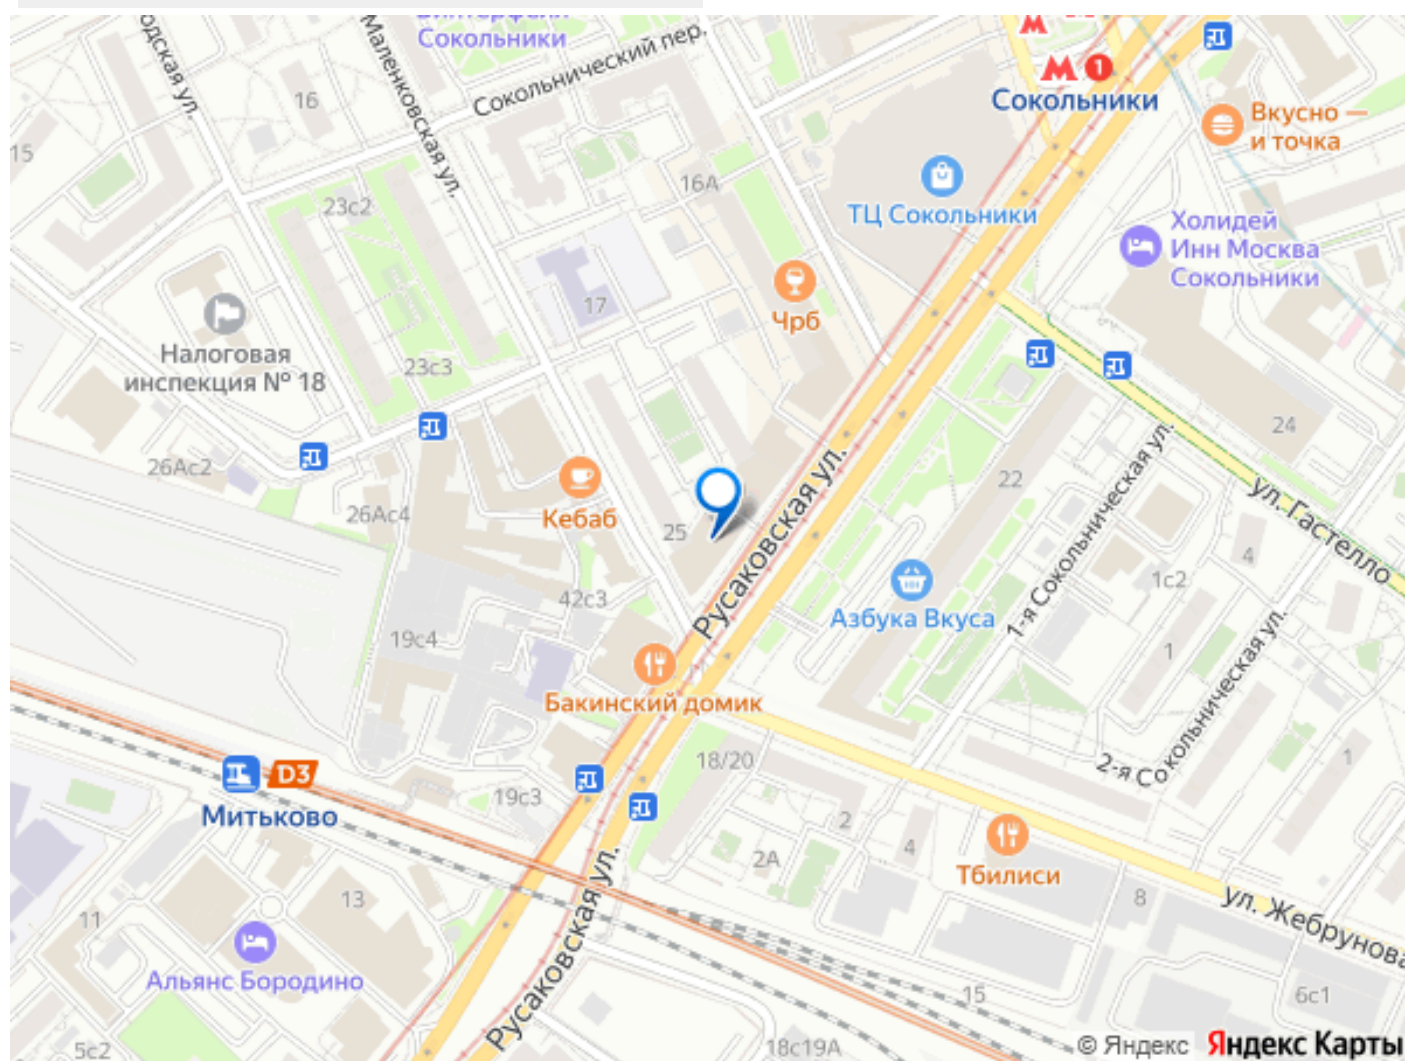 Сокольники
Сокольнический пер.
Маленковская ул.
М 1
Сокольники
Вкусно —
и точка
15
16
16А
23с2
ТЦ Сокольники
Холидей
Инн Москва
Сокольники
17
Чрб
Налоговая
инспекция № 18
23с3
24
26Ас2
26Ас4
Кебаб
25
22
Русаковская ул.
1-я Сокольническая ул.
ул. Гастелло
4
1с2
42с3
Азбука Вкуса
19с4
1
2-я Сокольническая ул.
1
Бакинский домик
18/20
D3
Митьково
19с3
2
4
2А
Тбилиси
8
ул. Жебрунова
13
11
Альянс Бородино
Русаковская ул.
15
6с1
5с2
18с19А
© Яндекс Яндекс Карты